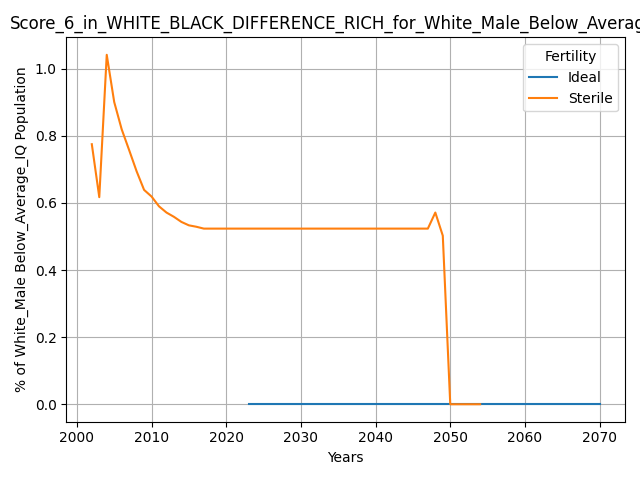 Score_6_in_WHITE_BLACK_DIFFERENCE_RICH_for_White_Male_Below_Averag
Fertility
Ideal
Sterile
% of White_Male Below_Average_IQ Population
1.0
0.8
0.6
0.4
0.2
0.0
2000 2010 2020 2030 2040 2050 2060 2070
Years